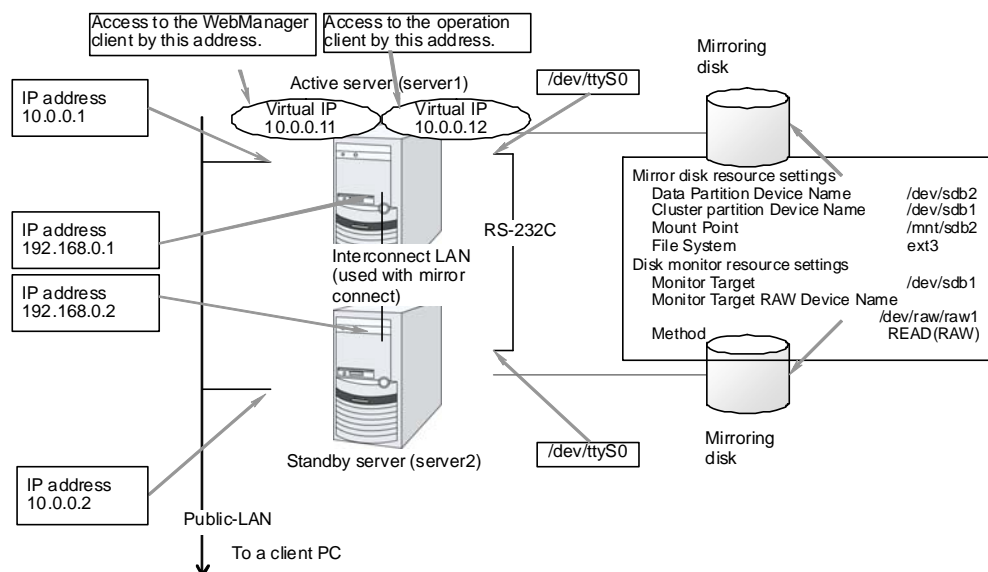 Access to the WebManager
client by this address.
Access to the operation
client by this address.
Mirroring
disk
Active server (server1)
/dev/ttyS0
IP address
10.0.0.1
Virtual IP
10.0.0.11
Virtual IP
10.0.0.12
Mirror disk resource settings
Data Partition Device Name /dev/sdb2
Cluster partition Device Name /dev/sdb1
Mount Point /mnt/sdb2
File System ext3
Disk monitor resource settings
Monitor Target /dev/sdb1
Monitor Target RAW Device Name
/dev/raw/raw1
Method READ(RAW)
IP address
192.168.0.1
RS-232C
Interconnect LAN
(used with mirror
connect)
IP address
192.168.0.2
Standby server (server2)
/dev/ttyS0
Mirroring
disk
IP address
10.0.0.2
Public-LAN
To a client PC